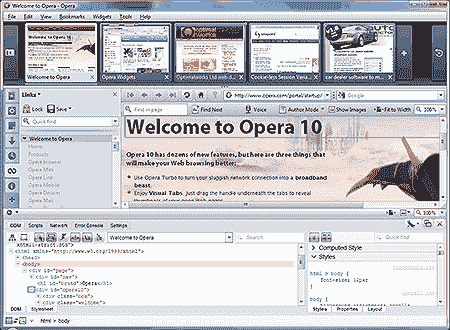 Welcome to Opera - Opera
File Edit View Bookmarks Widgets Tools Help
Welcome to Opera
Opera Widgets
Optimalworks Ltd web d...
Cookie-less Session Varia...
car dealer software to m...
Links
Lock Save
Quick find
Welcome to Opera
Home
Products
Opera browser
Opera Mini
Opera Link
Opera Mobile
Opera Devices
http://www.opera.com/portal/startup/
Google
Find in page Find Next Voice Author Mode Show Images Fit to Width 100%
Welcome to Opera 10
Opera 10 has dozens of new features, but here are three things that
will make your Web browsing better:
Use Opera Turbo to turn your sluggish network connection into a broadband
beast.
Enjoy Visual Tabs. Just drag the handle underneath the tabs to reveal
100%
DOM Scripts Network Error Console Settings
Welcome to Opera
Search
Quick find
<html xmlns="http://www.w3.org/1999/xhtml">
<head>
<body>
<div id="page">
<div id="nav">
<h1 id="brand">Opera</h1>
<div id="opera10">
<div class="box">
<div class="welcome">
Computed Style
Styles
html > body {
font-size: 12px;
}
body {
DOM Stylesheet
Styles Properties Layout
html > body